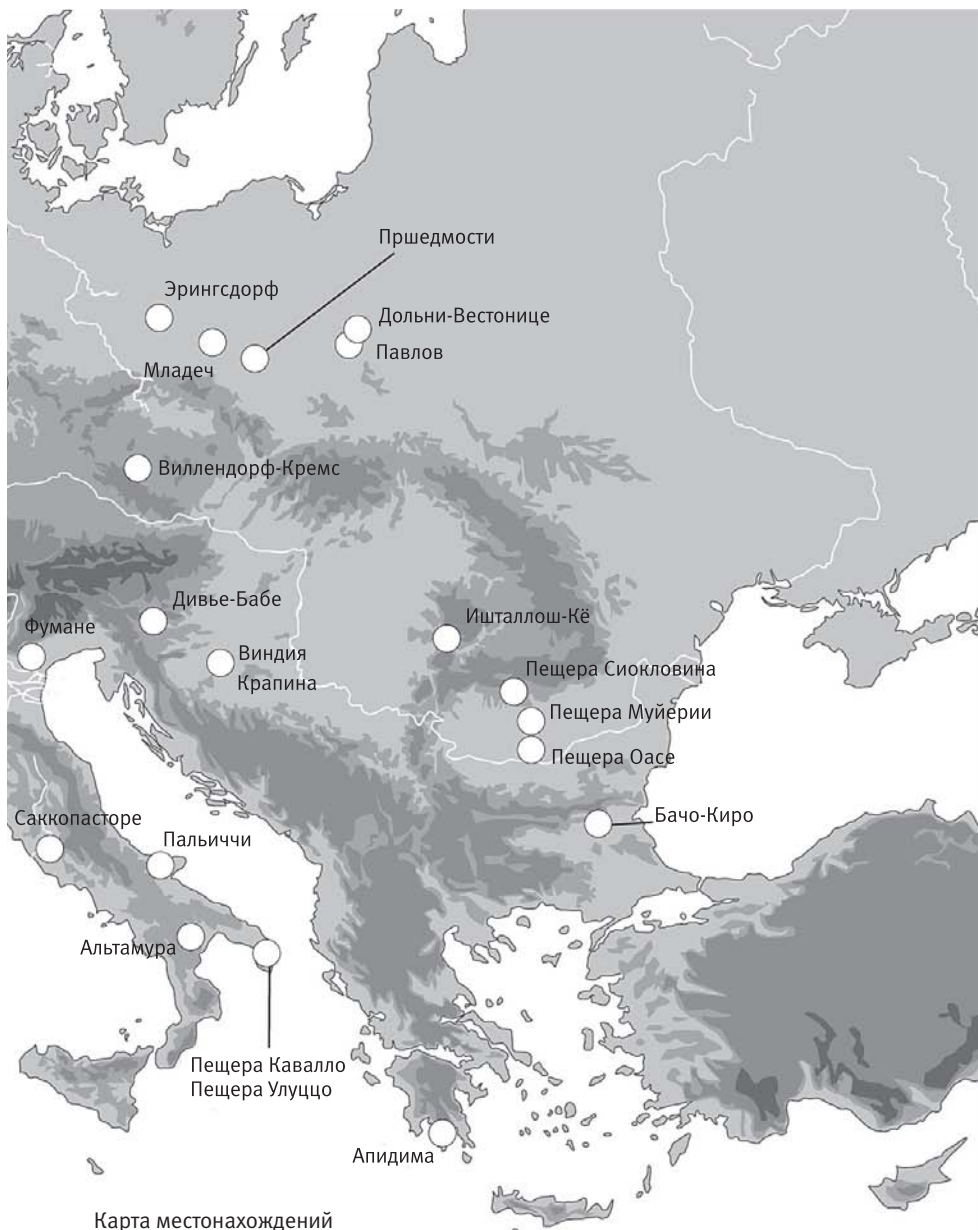 Пршедмости
Эрингсдорф
Дольни-Вестонице
Павлов
Младеч
Виллендорф-Кремс
Дивье-Бабе
Иштоллош-Кё
Фумане
Виндия
Крапина
Пещера Сиокловина
Пещера Муйерии
Пещера Оасе
Саккопасторе
Бачо-Киро
Пальиччи
Альтамура
Пещера Кавалло
Пещера Улуццо
Апидима
Карта местонахождений